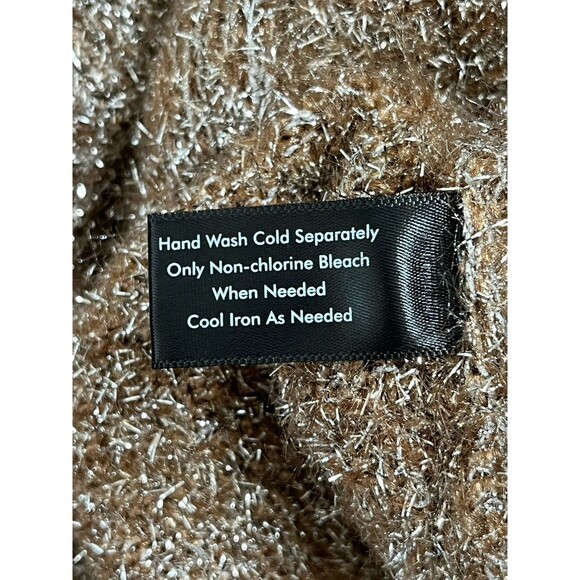 Hand Wash Cold Separately
Only Non-chlorine Bleach
When Needed
Cool Iron As Needed